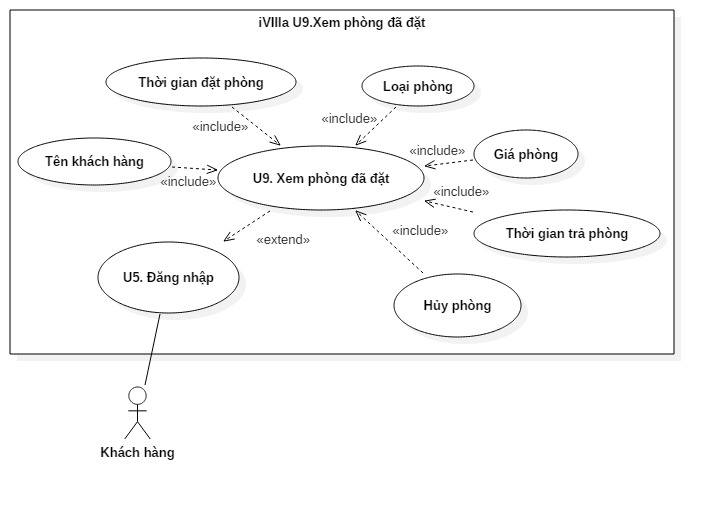 iVIIIa U9.Xem phòng đã đặt
Thời gian đặt phòng
Loại phòng
«include»
«include»
Tên khách hàng
«include»
U9. Xem phòng đã đặt
«include»
Giá phòng
«include»
Thời gian trả phòng
«include»
«extend»
U5. Đăng nhập
Hủy phòng
Khách hàng